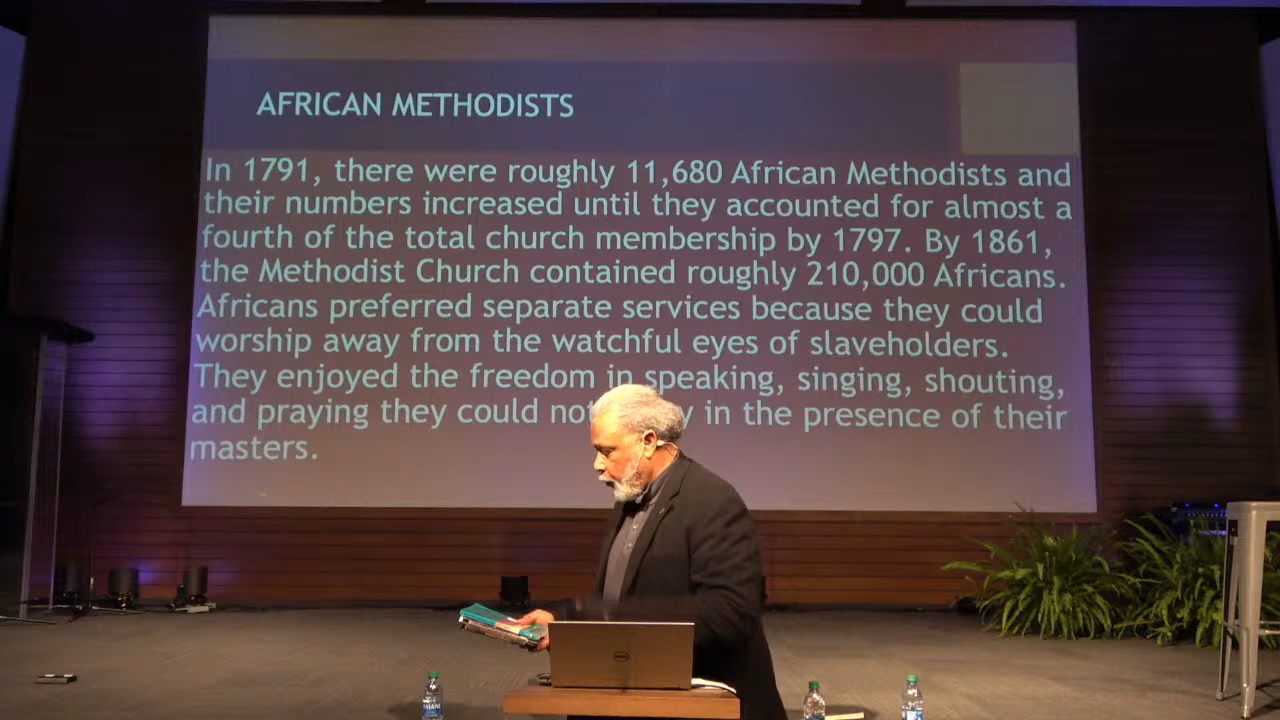 AFRICAN METHODISTS
In 1791, there were roughly 11,680 African Methodists and
their numbers increased until they accounted for almost a
fourth of the total church membership by 1797. By 1861,
the Methodist Church contained roughly 210,000 Africans.
Africans preferred separate services because they could
worship away from the watchful eyes of slaveholders.
They enjoyed the freedom in speaking, singing, shouting,
and praying they could not in the presence of their
masters.
DELL